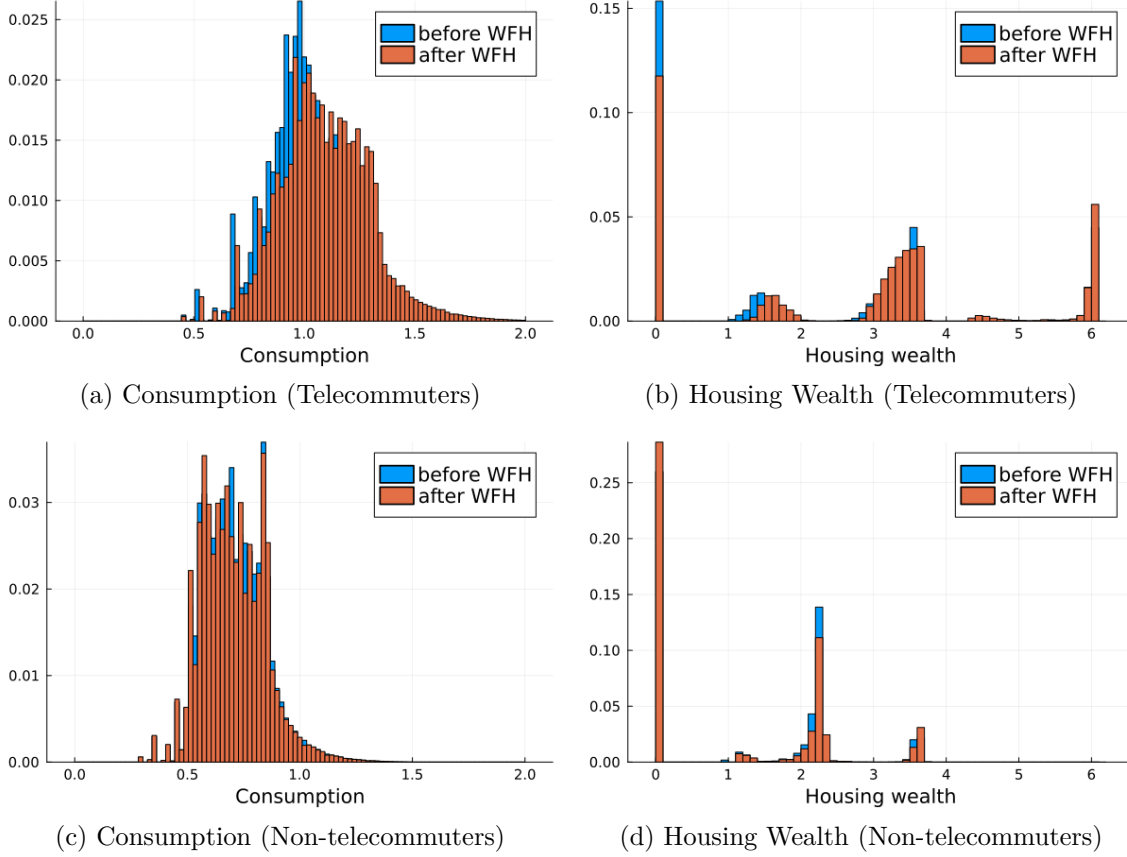 before WFH
after WFH
0.025
0.020
0.015
0.010
0.005
0.000
0.0
0.5
1.0
1.5
2.0
Consumption
(a) Consumption (Telecommuters)
before WFH
after WFH
0.15
0.10
0.05
0.00
0
1
2
3
4
5
6
Housing wealth
(b) Housing Wealth (Telecommuters)
before WFH
after WFH
0.03
0.02
0.01
0.00
0.0
0.5
1.0
1.5
2.0
Consumption
(c) Consumption (Non-telecommuters)
before WFH
after WFH
0.25
0.20
0.15
0.10
0.05
0.00
0
1
2
3
4
5
6
Housing wealth
(d) Housing Wealth (Non-telecommuters)